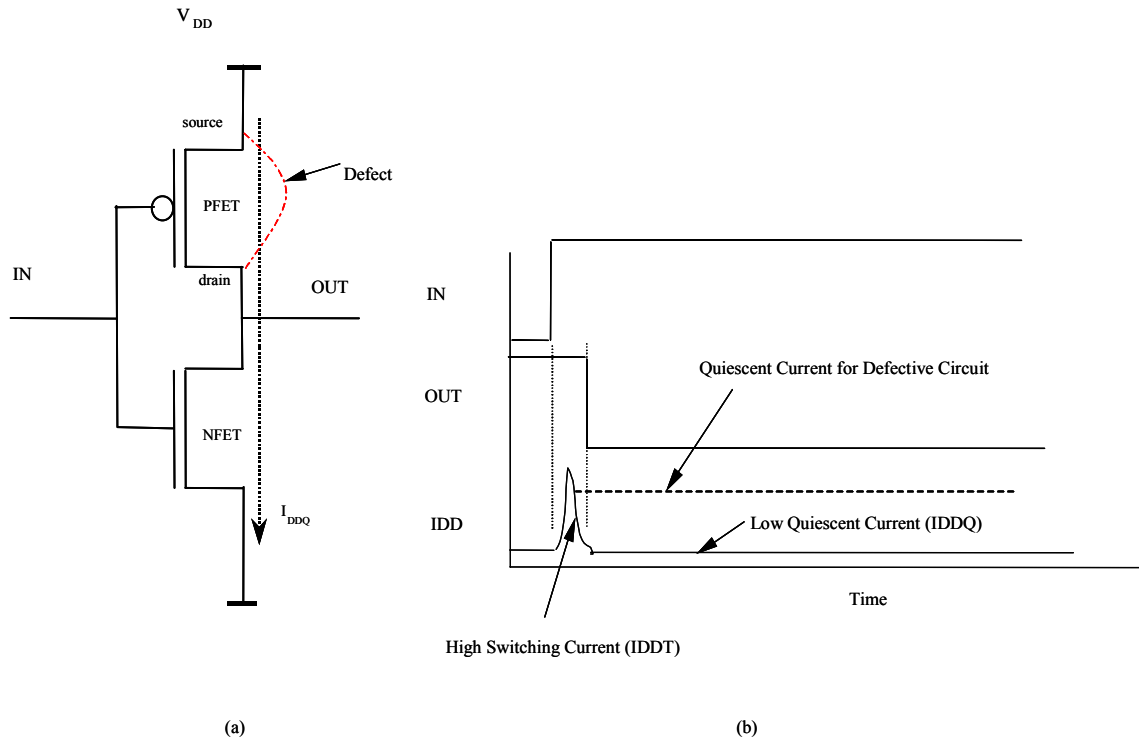 V DD
source
Defect
PFET
IN
drain
OUT
NFET
I DDQ
(a)
IN
OUT
Quiescent Current for Defective Circuit
IDD
Low Quiescent Current (IDDQ)
Time
High Switching Current (IDDT)
(b)